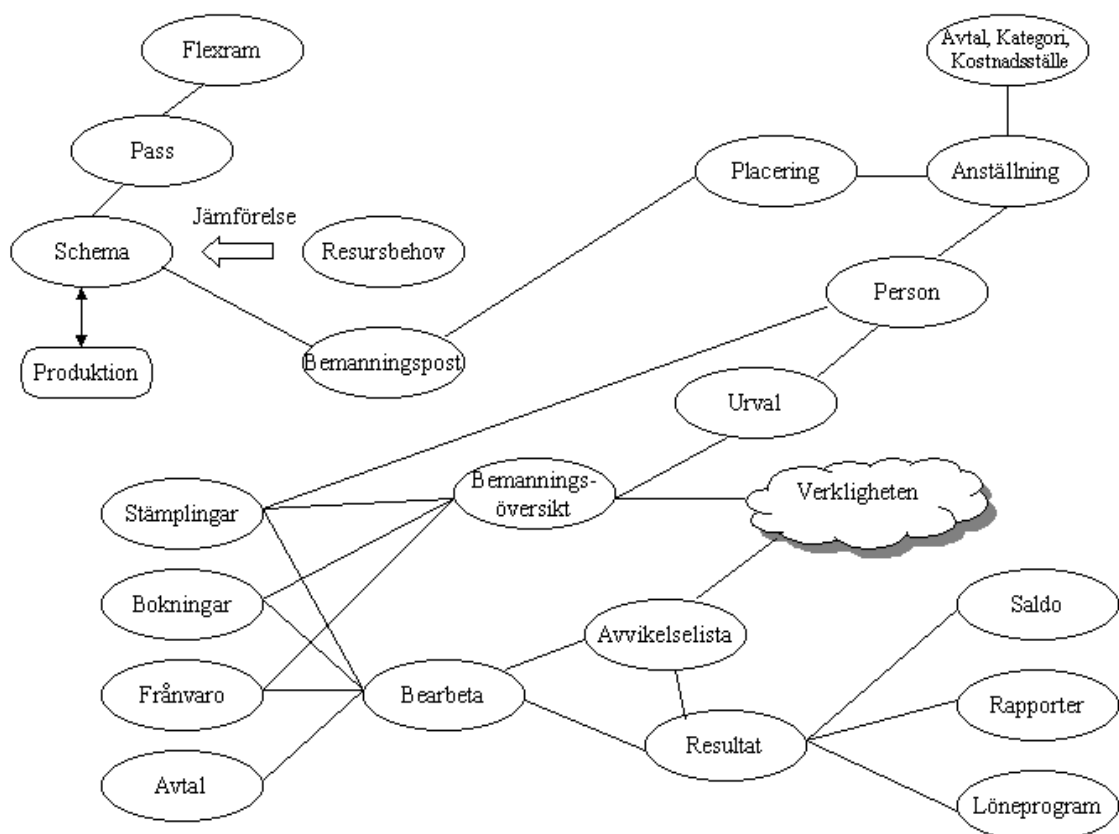 Flexram
Avtal, Kategori,
Kostnadsställe
Pass
Placering
Anställning
Jämförelse
Schema
Resursbehov
Person
Produktion
Bemanningspost
Urval
Bemannings-
översikt
Verkligheten
Stämplingar
Bokningar
Avvikelselista
Saldo
Frånvaro
Bearbeta
Rapporter
Resultat
Avtal
Löneprogram